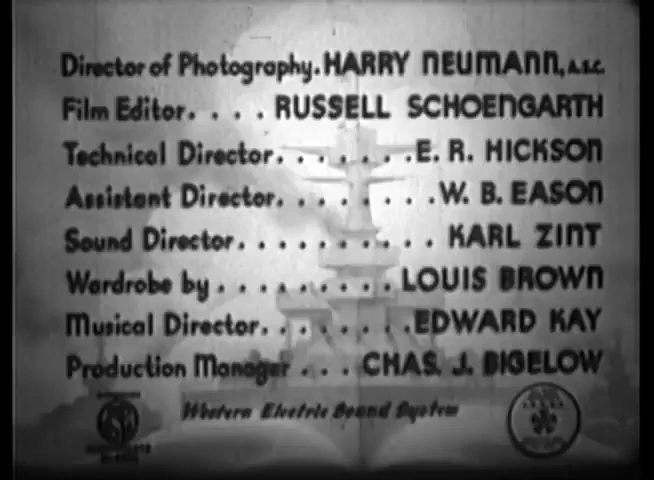 Director of Photography.HARRY NEUMANN, A.S.C.
Film Editor. . . . RUSSELL SCHOENGARTH
Technical Director. . . . . . .E. R. HICKSON
Assistant Director. . . . . . . . .W. B. EASON
Sound Director. . . . . . . . . . KARL ZINT
Wardrobe by . . . . . . . . . LOUIS BROWN
Musical Director. . . . . . . .EDWARD KAY
Production Manager . . . CHAS. J. BIGELOW
Western Electric Sound System